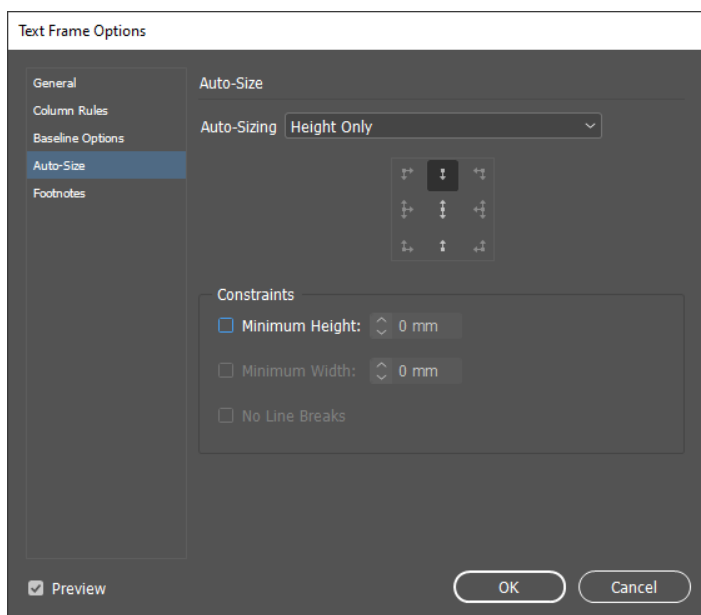 Text Frame Options
General
Column Rules
Baseline Options
Auto-Size
Footnotes
Auto-Size
Auto-Sizing Height Only
Constraints
Minimum Height: 0 mm
Minimum Width: 0 mm
No Line Breaks
Preview
OK
Cancel